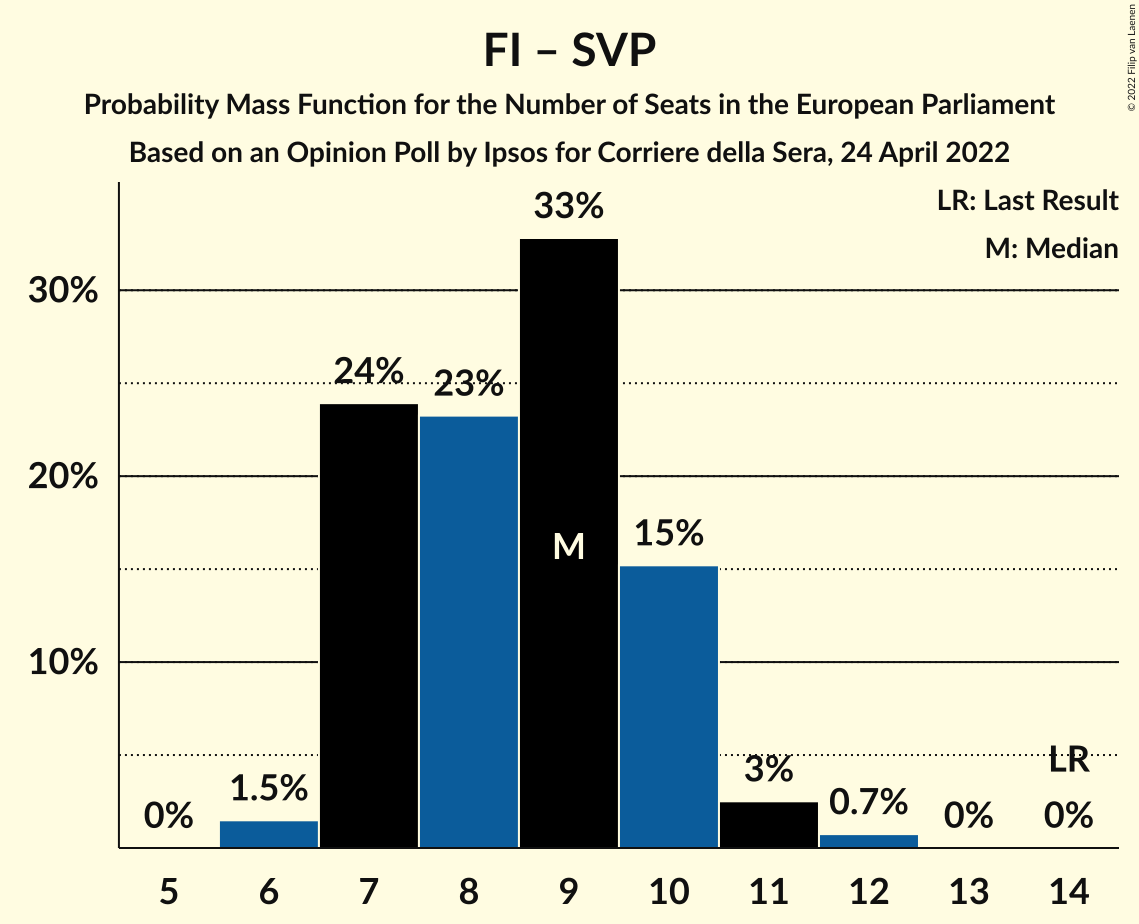 FI – SVP
Probability Mass Function for the Number of Seats in the European Parliament
Based on an Opinion Poll by Ipsos for Corriere della Sera, 24 April 2022
© 2022 Filip van Laenen
LR: Last Result
M: Median
30%
20%
10%
0%
1.5%
24%
23%
33%
M
15%
3%
0.7%
0%
LR
0%
5 6 7 8 9 10 11 12 13 14